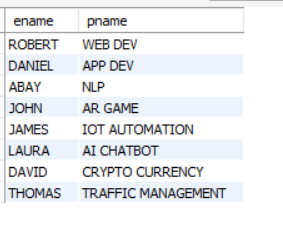 ename pname
ROBERT WEB DEV
DANIEL APP DEV
ABAY NLP
JOHN AR GAME
JAMES IOT AUTOMATION
LAURA AI CHATBOT
DAVID CRYPTO CURRENCY
THOMAS TRAFFIC MANAGEMENT